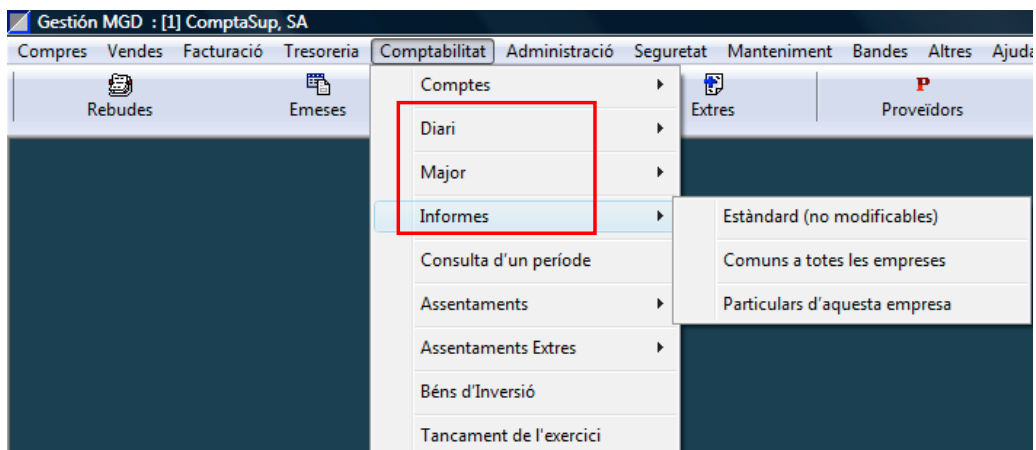 Gestión MGD : [1] ComptaSup, SA
Compres Vendes Facturació Tresoreria Comptabilitat Administració Seguretat Manteniment Bandes Altres Ajuda
Rebudes Emeses Extres P Proveïdors
Comptes
Diari
Major
Informes
Estàndard (no modificables)
Consulta d'un període
Comuns a totes les empreses
Assentaments
Particulars d'aquesta empresa
Assentaments Extres
Béns d'Inversió
Tancament de l'exercici